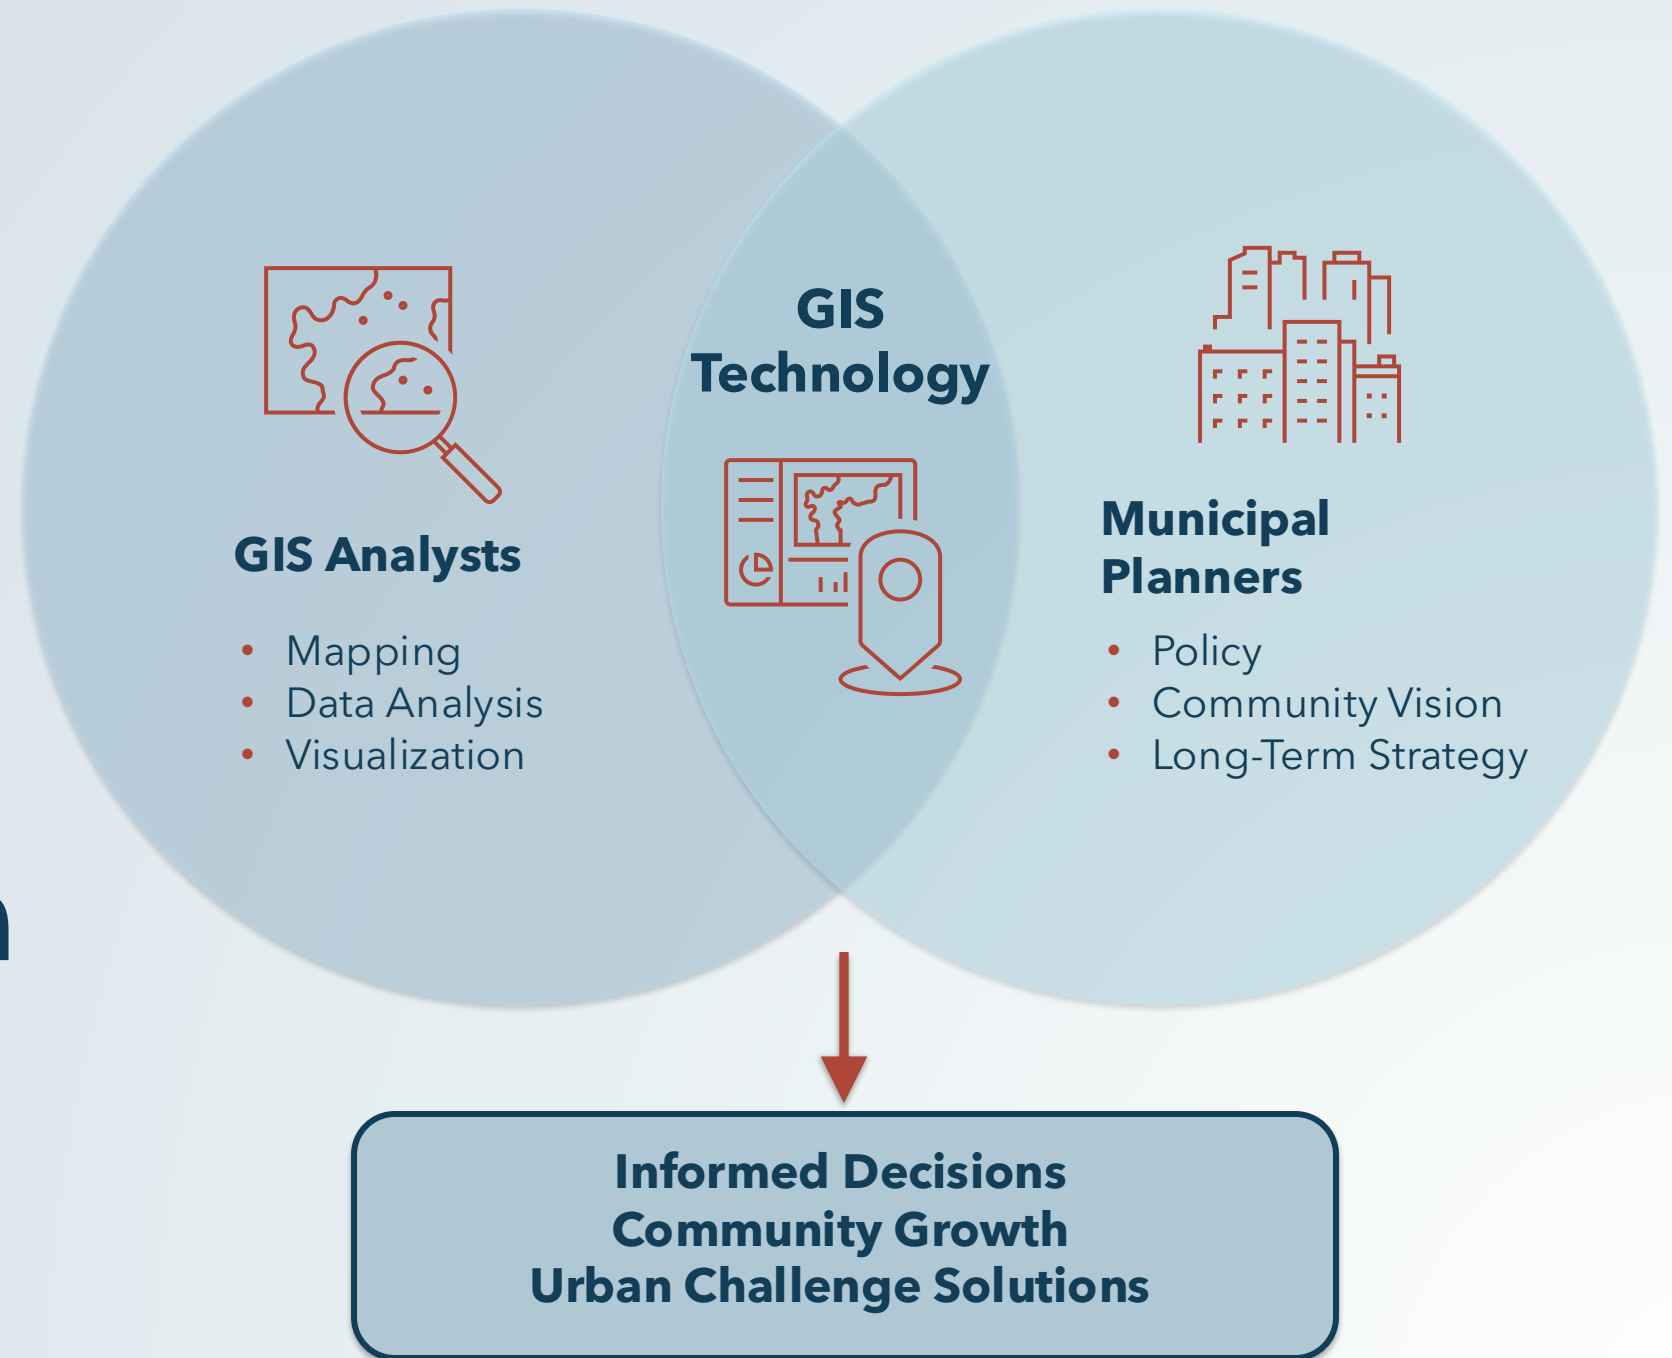 GIS
Technology
GIS Analysts
• Mapping
• Data Analysis
• Visualization
Municipal
Planners
• Policy
• Community Vision
• Long-Term Strategy
Informed Decisions
Community Growth
Urban Challenge Solutions